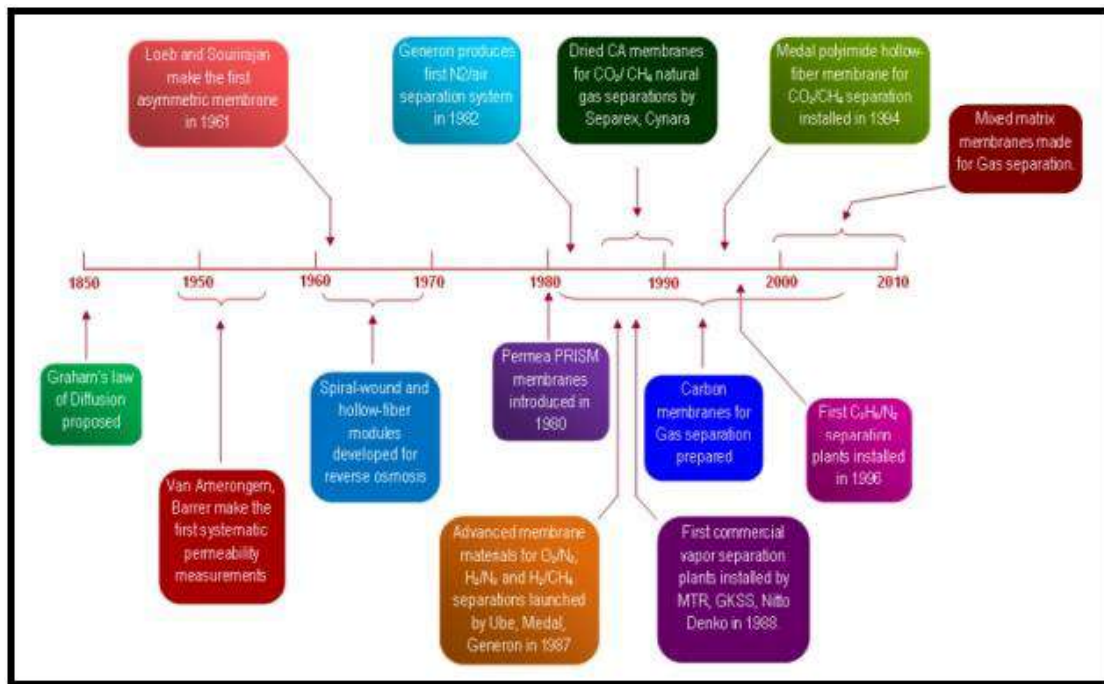 Loeb and Sourirajan
make the first
asymmetric membrane
in 1961
Generon produces
first N2/air
separation system
in 1982
Dried CA membranes
for CO₂/ CH₄ natural
gas separations by
Separex, Cynara
Medal polyimide hollow-
fiber membrane for
CO₂/CH₄ separation
installed in 1994
Mixed matrix
membranes made
for Gas separation.
1850
1950
1960
1970
1980
1990
2000
2010
Graham's law
of Diffusion
proposed
Van Amerongem,
Barrer make the
first systematic
permeability
measurements
Spiral-wound and
hollow-fiber
modules
developed for
reverse osmosis
Permea PRISM
membranes
introduced in
1980
Advanced membrane
materials for O₂/N₂,
H₂/N₂ and H₂/CH₄
separations launched
by Ube, Medal,
Generon in 1987
Carbon
membranes for
Gas separation
prepared
First commercial
vapor separation
plants installed by
MTR, GKSS, Nitto
Denko in 1988
First C₃H₆/N₂
separation
plants installed
in 1996